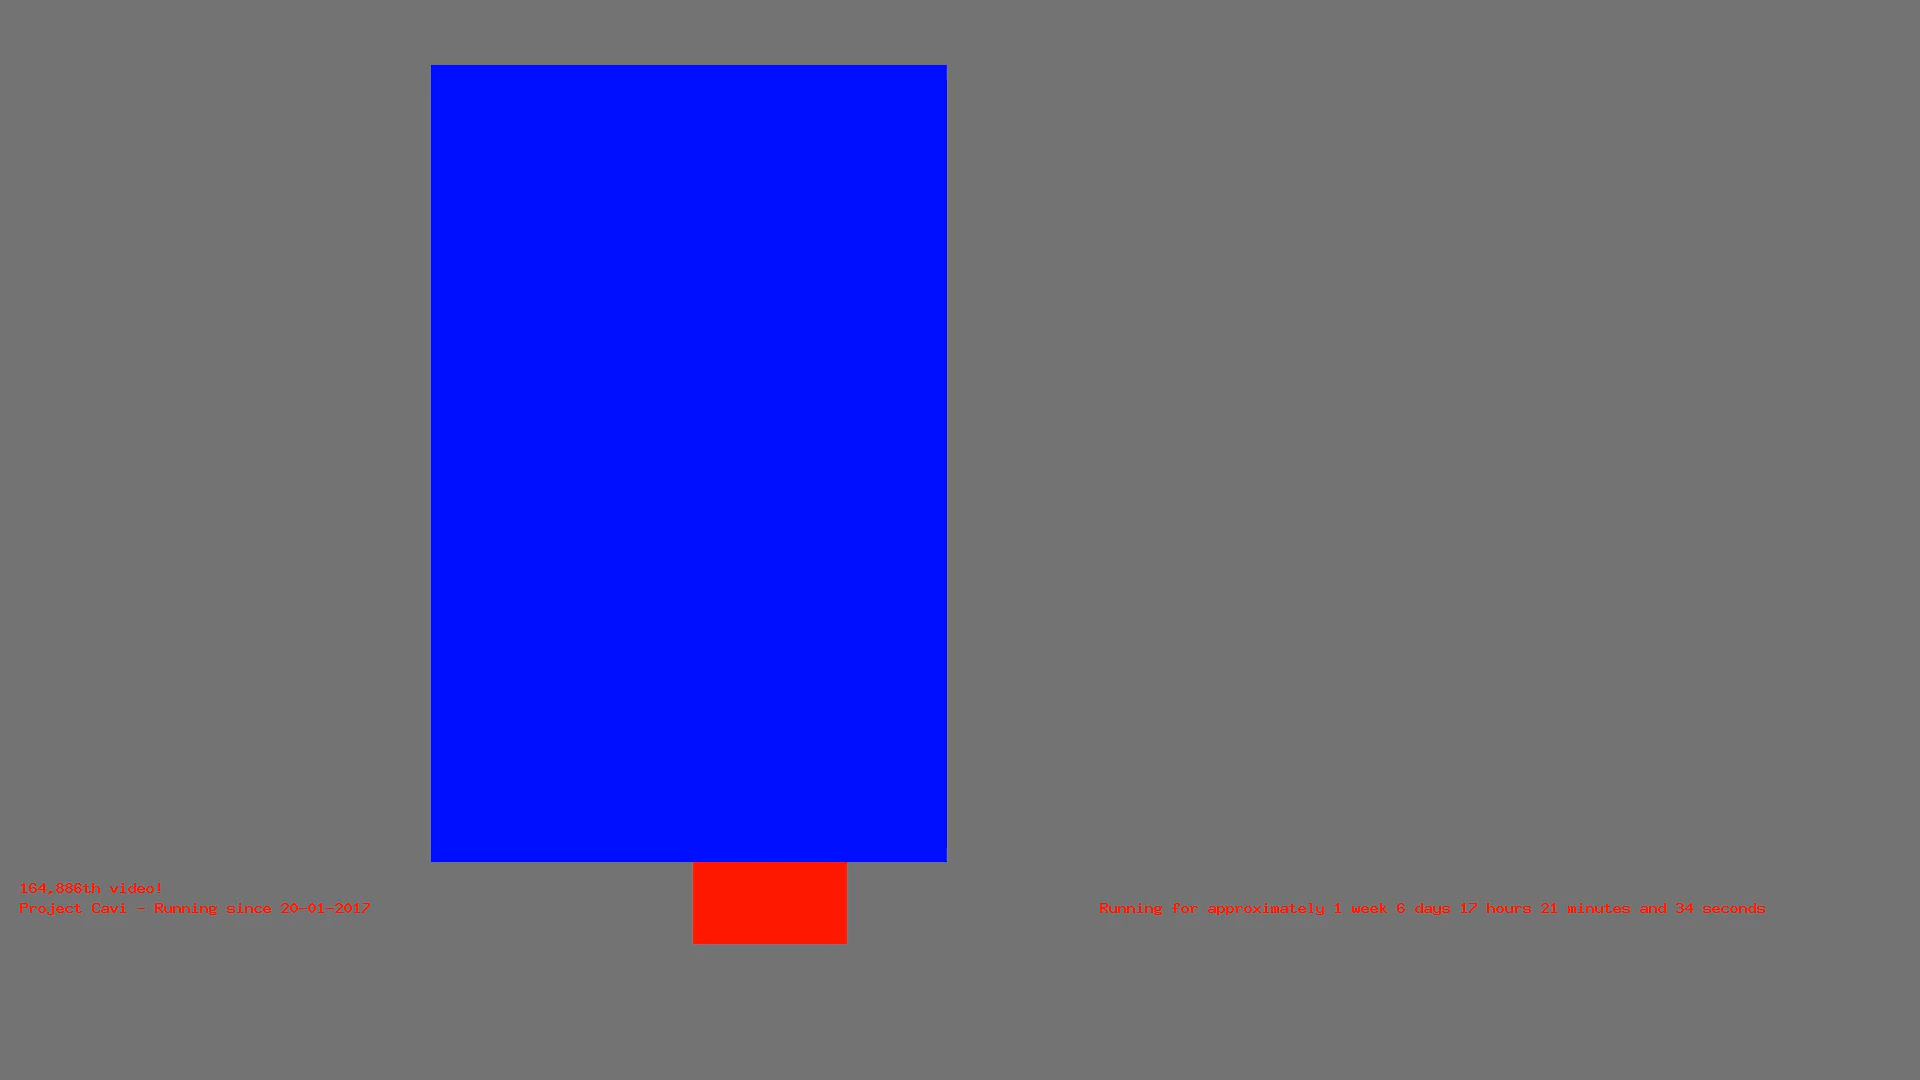 164,886th video!
Project Cavi - Running since 20-01-2017
Running for approximately 1 week 6 days 17 hours 21 minutes and 34 seconds